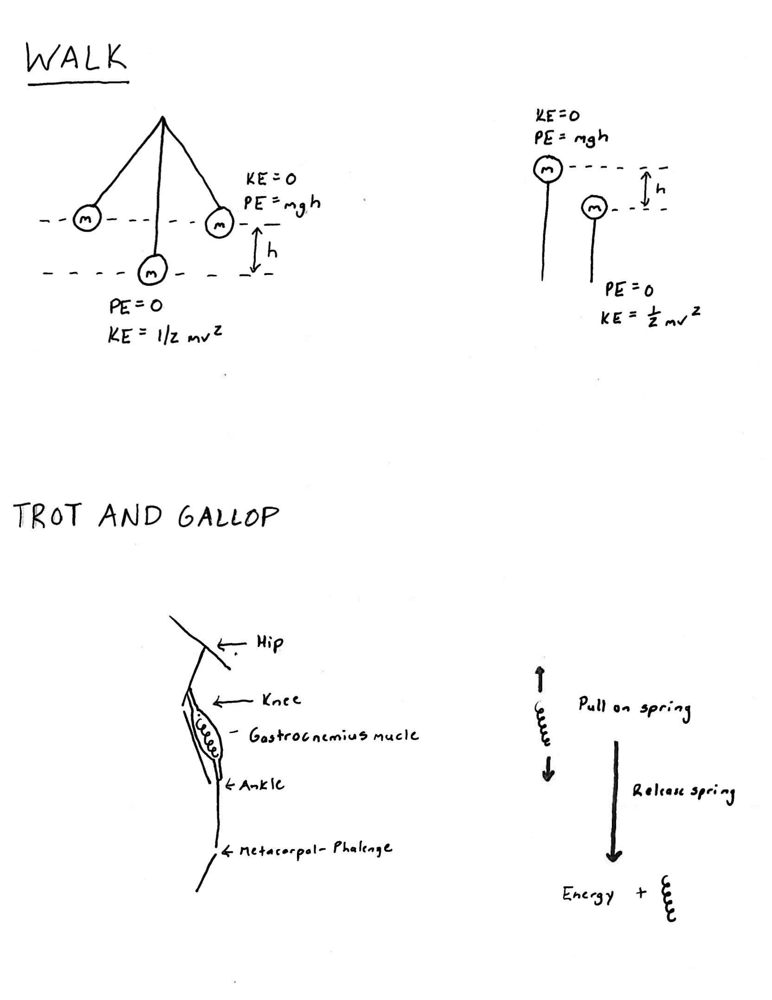 WALK
KE=0
PE = mgh
m
m
h
m
PE=0
KE = 1/2 mv²
KE=0
PE = mgh
m
h
m
PE=0
KE = 1/2 mv²
TROT AND GALLOP
Hip
Knee
Gastrocnemius mucle
Ankle
Metacarpal-Phalenge
Pull on spring
Release spring
Energy +